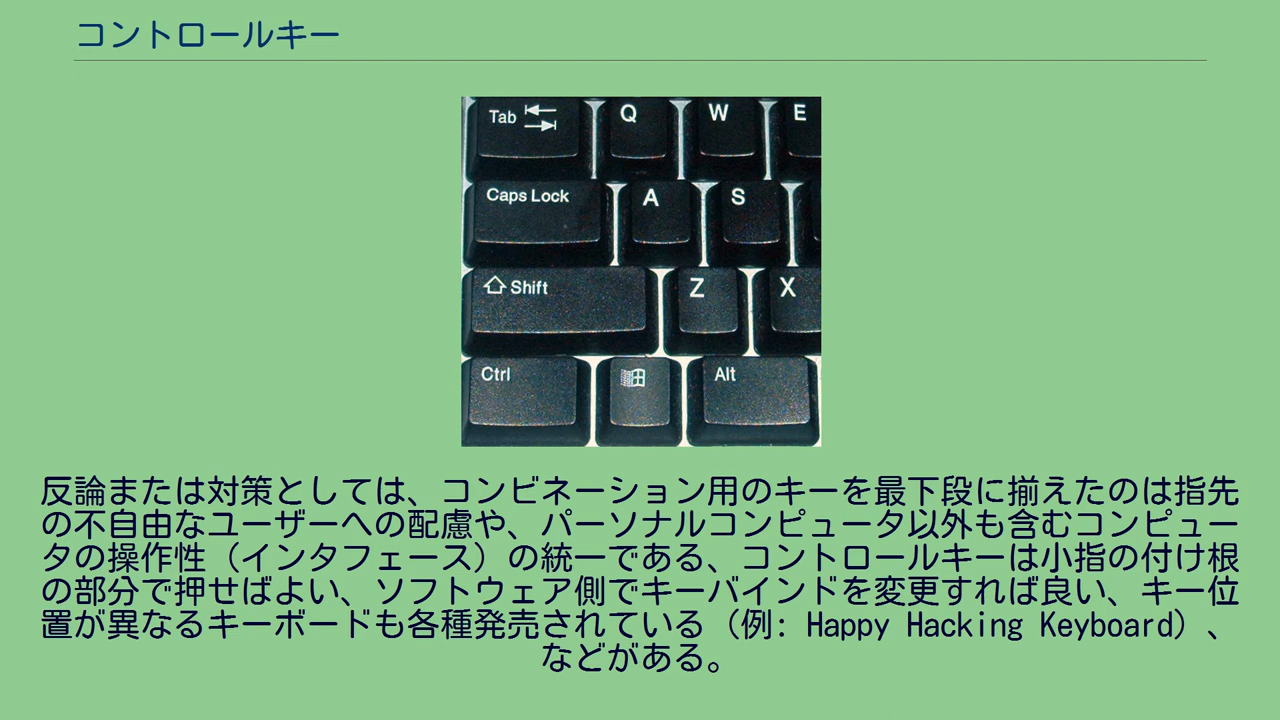 コントロールキー
Tab Q W E
Caps Lock A S
Shift Z X
Ctrl Alt
反論または対策としては、コンビネーション用のキーを最下段に揃えたのは指先
の不自由なユーザーへの配慮や、パーソナルコンピュータ以外も含むコンピュー
タの操作性（インタフェース）の統一である、コントロールキーは小指の付け根
の部分で押せばよい、ソフトウェア側でキーバインドを変更すれば良い、キー位
置が異なるキーボードも各種発売されている（例: Happy Hacking Keyboard）、
などがある。